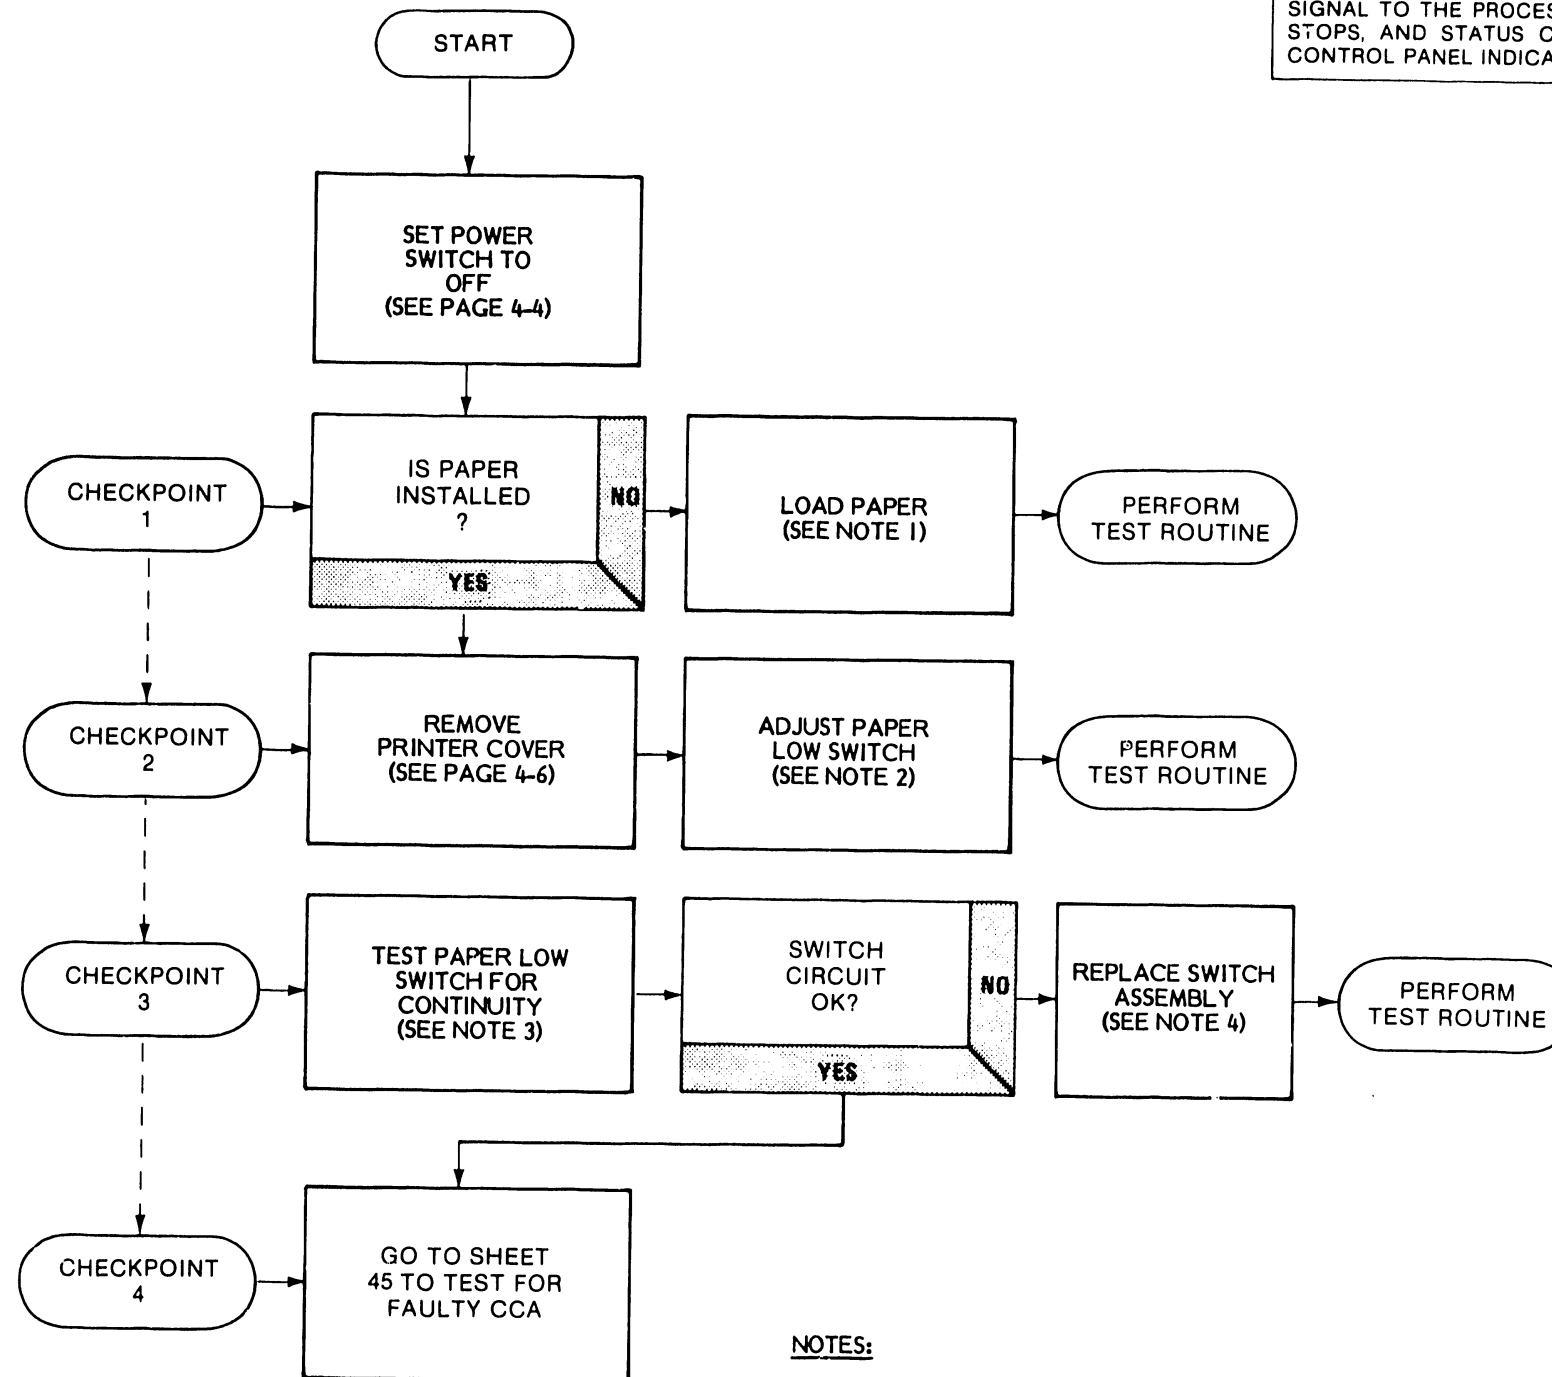 SIGNAL TO THE
STOPS, AND STATUS
CONTROL PANEL
START
SET POWER
SWITCH TO
OFF
(SEE PAGE 4-4)
CHECKPOINT
1
IS PAPER
INSTALLED
?
NO
YES
LOAD PAPER
(SEE NOTE 1)
PERFORM
TEST ROUTINE
CHECKPOINT
2
REMOVE
PRINTER COVER
(SEE PAGE 4-6)
ADJUST PAPER
LOW SWITCH
(SEE NOTE 2)
PERFORM
TEST ROUTINE
CHECKPOINT
3
TEST PAPER LOW
SWITCH FOR
CONTINUITY
(SEE NOTE 3)
SWITCH
CIRCUIT
OK?
NO
YES
REPLACE SWITCH
ASSEMBLY
(SEE NOTE 4)
PERFORM
TEST ROUTINE
CHECKPOINT
4
GO TO SHEET
45 TO TEST FOR
FAULTY CCA
NOTES: